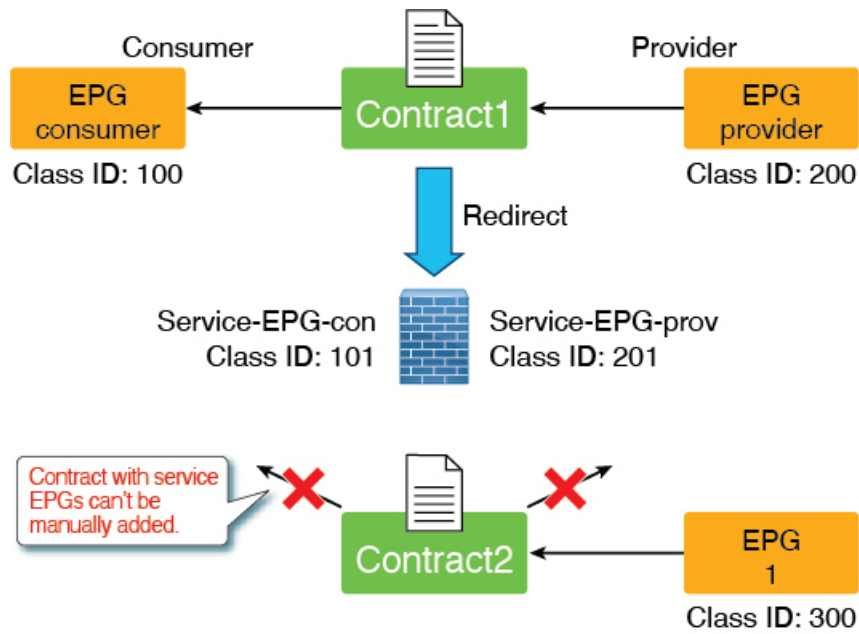 Consumer
Provider
EPG
consumer
Contract1
EPG
provider
Class ID: 100
Class ID: 200
Redirect
Service-EPG-con
Class ID: 101
Service-EPG-prov
Class ID: 201
Contract with service
EPGs can't be
manually added.
Contract2
EPG
1
Class ID: 300